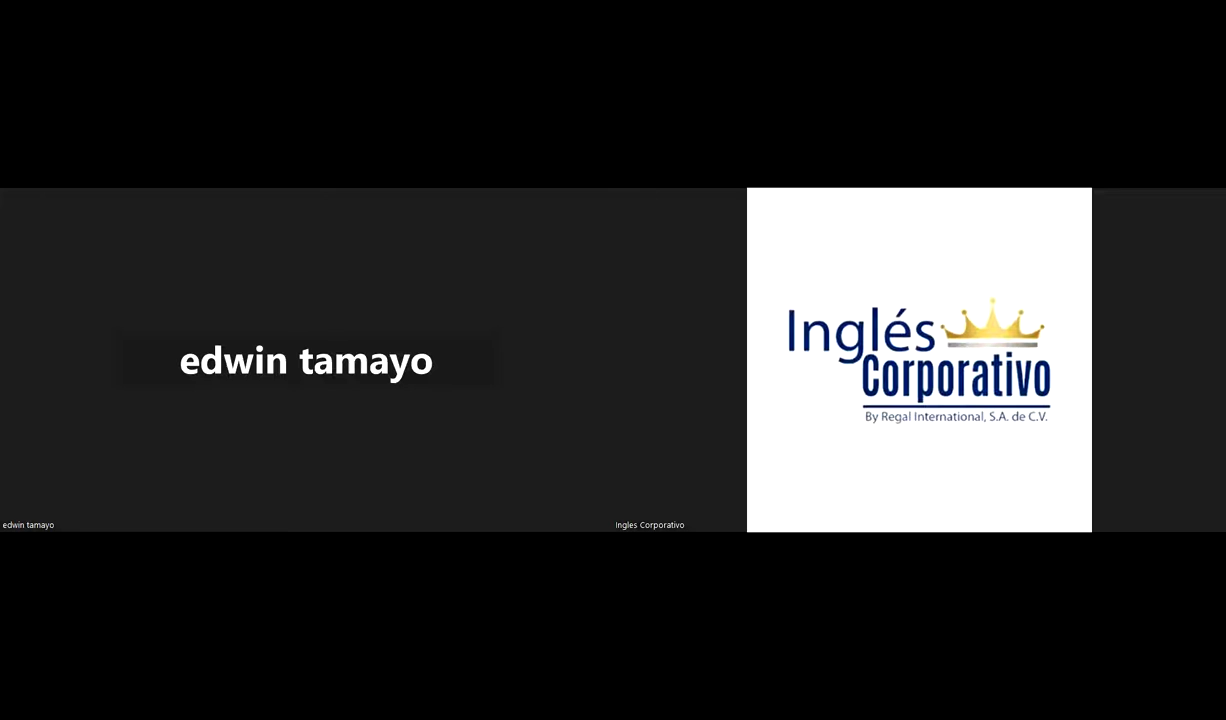 edwin tamayo
edwin tamayo
Inglés
Corporativo
By Regal International, S.A. de C.V.
Ingles Corporativo